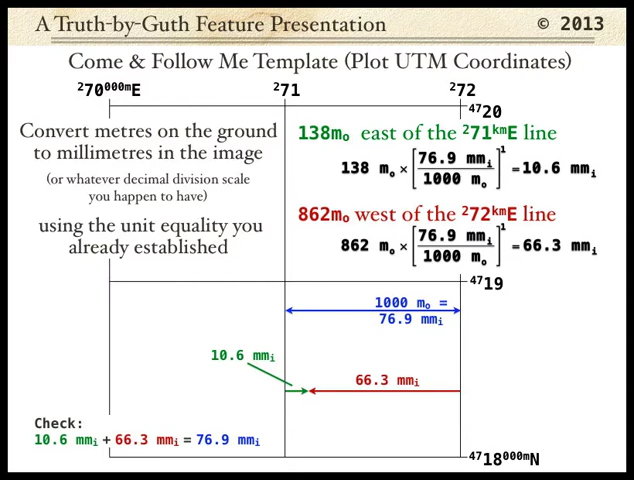 A Truth-by-Guth Feature Presentation © 2013
Come & Follow Me Template (Plot UTM Coordinates)
²70⁰⁰⁰ᵐE ²71 ²72
⁴⁷20
Convert metres on the ground
to millimetres in the image
(or whatever decimal division scale
you happen to have)
using the unit equality you
already established
138mₒ east of the ²71ᵏᵐE line
138 mₒ × [76.9 mmᵢ / 1000 mₒ]¹ = 10.6 mmᵢ
862mₒ west of the ²72ᵏᵐE line
862 mₒ × [76.9 mmᵢ / 1000 mₒ]¹ = 66.3 mmᵢ
⁴⁷19
1000 mₒ =
76.9 mmᵢ
10.6 mmᵢ
66.3 mmᵢ
Check:
10.6 mmᵢ + 66.3 mmᵢ = 76.9 mmᵢ
⁴⁷18⁰⁰⁰ᵐN